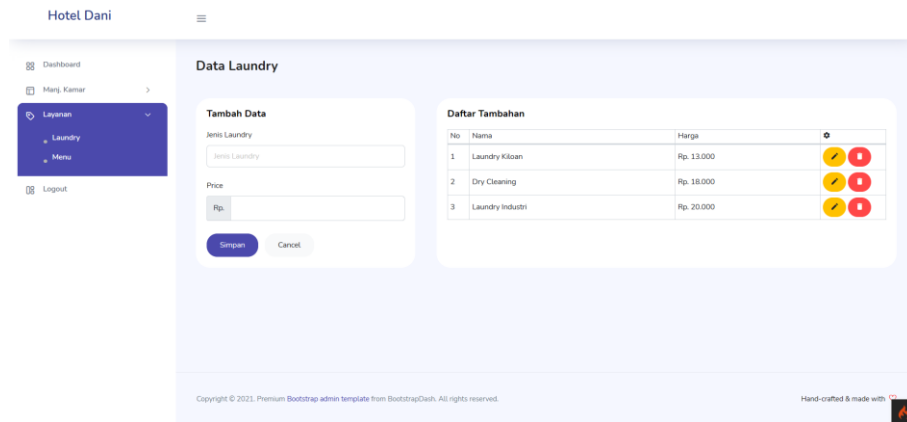 Hotel Dani
Dashboard
Manj. Kamar
Layanan
Laundry
Menu
Logout
Data Laundry
Tambah Data
Jenis Laundry
Jenis Laundry
Price
Rp.
Simpan Cancel
Daftar Tambahan
No Nama Harga
1 Laundry Kiloan Rp. 13.000
2 Dry Cleaning Rp. 18.000
3 Laundry Industri Rp. 20.000
Copyright © 2021. Premium Bootstrap admin template from BootstrapDash. All rights reserved.
Hand-crafted & made with